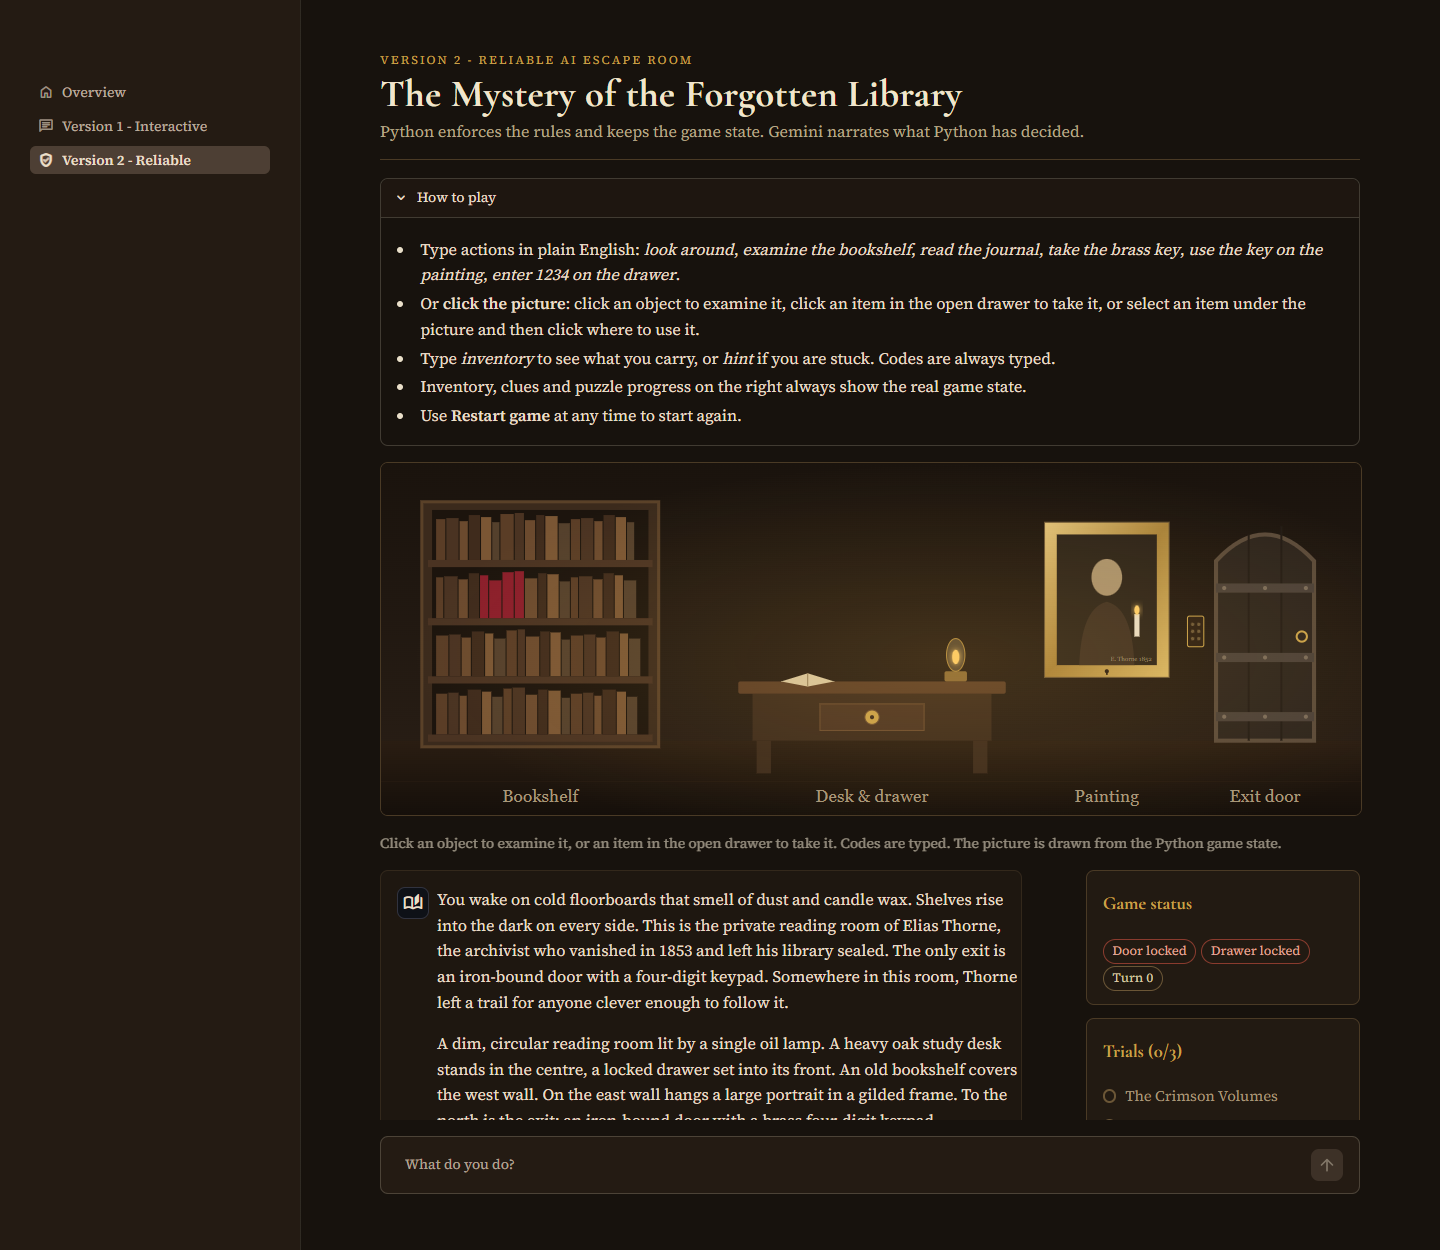 Overview
Version 1 - Interactive
Version 2 - Reliable
VERSION 2 - RELIABLE AI ESCAPE ROOM
The Mystery of the Forgotten Library
Python enforces the rules and keeps the game state. Gemini narrates what Python has decided.
How to play
Type actions in plain English: look around, examine the bookshelf, read the journal, take the brass key, use the key on the
painting, enter 1234 on the drawer.
Or click the picture: click an object to examine it, click an item in the open drawer to take it, or select an item under the
picture and then click where to use it.
Type inventory to see what you carry, or hint if you are stuck. Codes are always typed.
Inventory, clues and puzzle progress on the right always show the real game state.
Use Restart game at any time to start again.
E. Thorne 1852
Bookshelf
Desk & drawer
Painting
Exit door
Click an object to examine it, or an item in the open drawer to take it. Codes are typed. The picture is drawn from the Python game state.
You wake on cold floorboards that smell of dust and candle wax. Shelves rise
into the dark on every side. This is the private reading room of Elias Thorne,
the archivist who vanished in 1853 and left his library sealed. The only exit is
an iron-bound door with a four-digit keypad. Somewhere in this room, Thorne
left a trail for anyone clever enough to follow it.
A dim, circular reading room lit by a single oil lamp. A heavy oak study desk
stands in the centre, a locked drawer set into its front. An old bookshelf covers
the west wall. On the east wall hangs a large portrait in a gilded frame. To the
north is the exit: an iron-bound door with a brass four-digit keypad.
Game status
Door locked
Drawer locked
Turn 0
Trials (0/3)
The Crimson Volumes
What do you do?